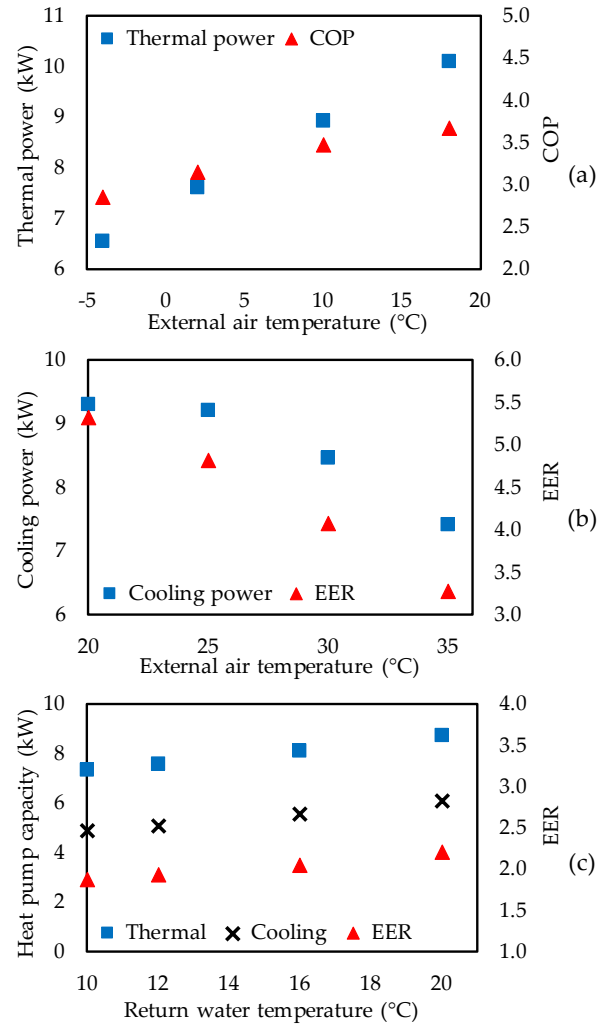 11
10
9
8
7
6
Thermal power (kW)
Thermal power
COP
5.0
4.5
4.0
3.5
3.0
2.5
2.0
COP
(a)
-5 0 5 10 15 20
External air temperature (°C)
10
9
8
7
6
Cooling power (kW)
Cooling power
EER
6.0
5.5
5.0
4.5
4.0
3.5
3.0
EER
(b)
20 25 30 35
External air temperature (°C)
10
8
6
4
2
0
Heat pump capacity (kW)
Thermal
Cooling
EER
4.0
3.5
3.0
2.5
2.0
1.5
1.0
EER
(c)
10 12 14 16 18 20
Return water temperature (°C)